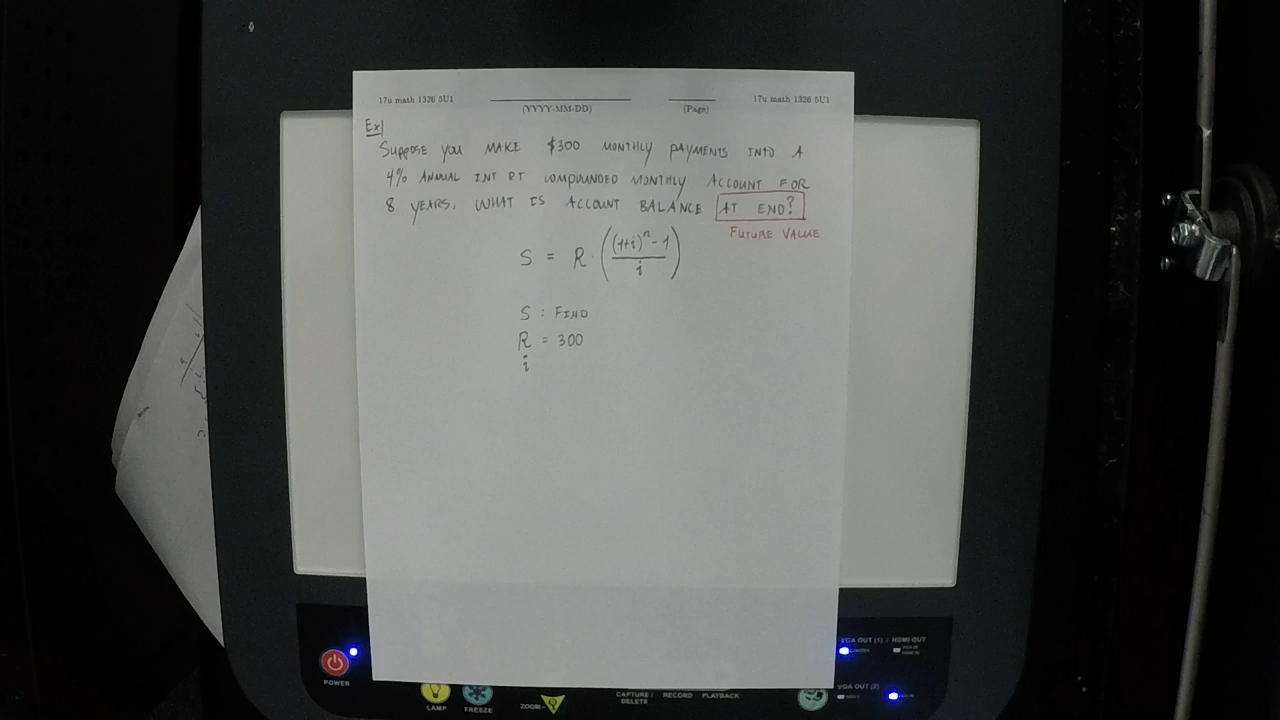 17u math 1326 5U1 (YYYY-MM-DD) (Page) 17u math 1326 5U1
Ex|
SUPPOSE YOU MAKE $300 MONTHLY PAYMENTS INTO A
4% ANNUAL INT RT COMPOUNDED MONTHLY ACCOUNT FOR
8 YEARS. WHAT IS ACCOUNT BALANCE AT END?
FUTURE VALUE
S = R · (((1+i)^n - 1)/i)
S : FIND
R = 300
i
POWER
LAMP
FREEZE
ZOOM-
CAPTURE / DELETE
RECORD
PLAYBACK
VGA OUT (1) / HDMI OUT
VGA OUT (2)